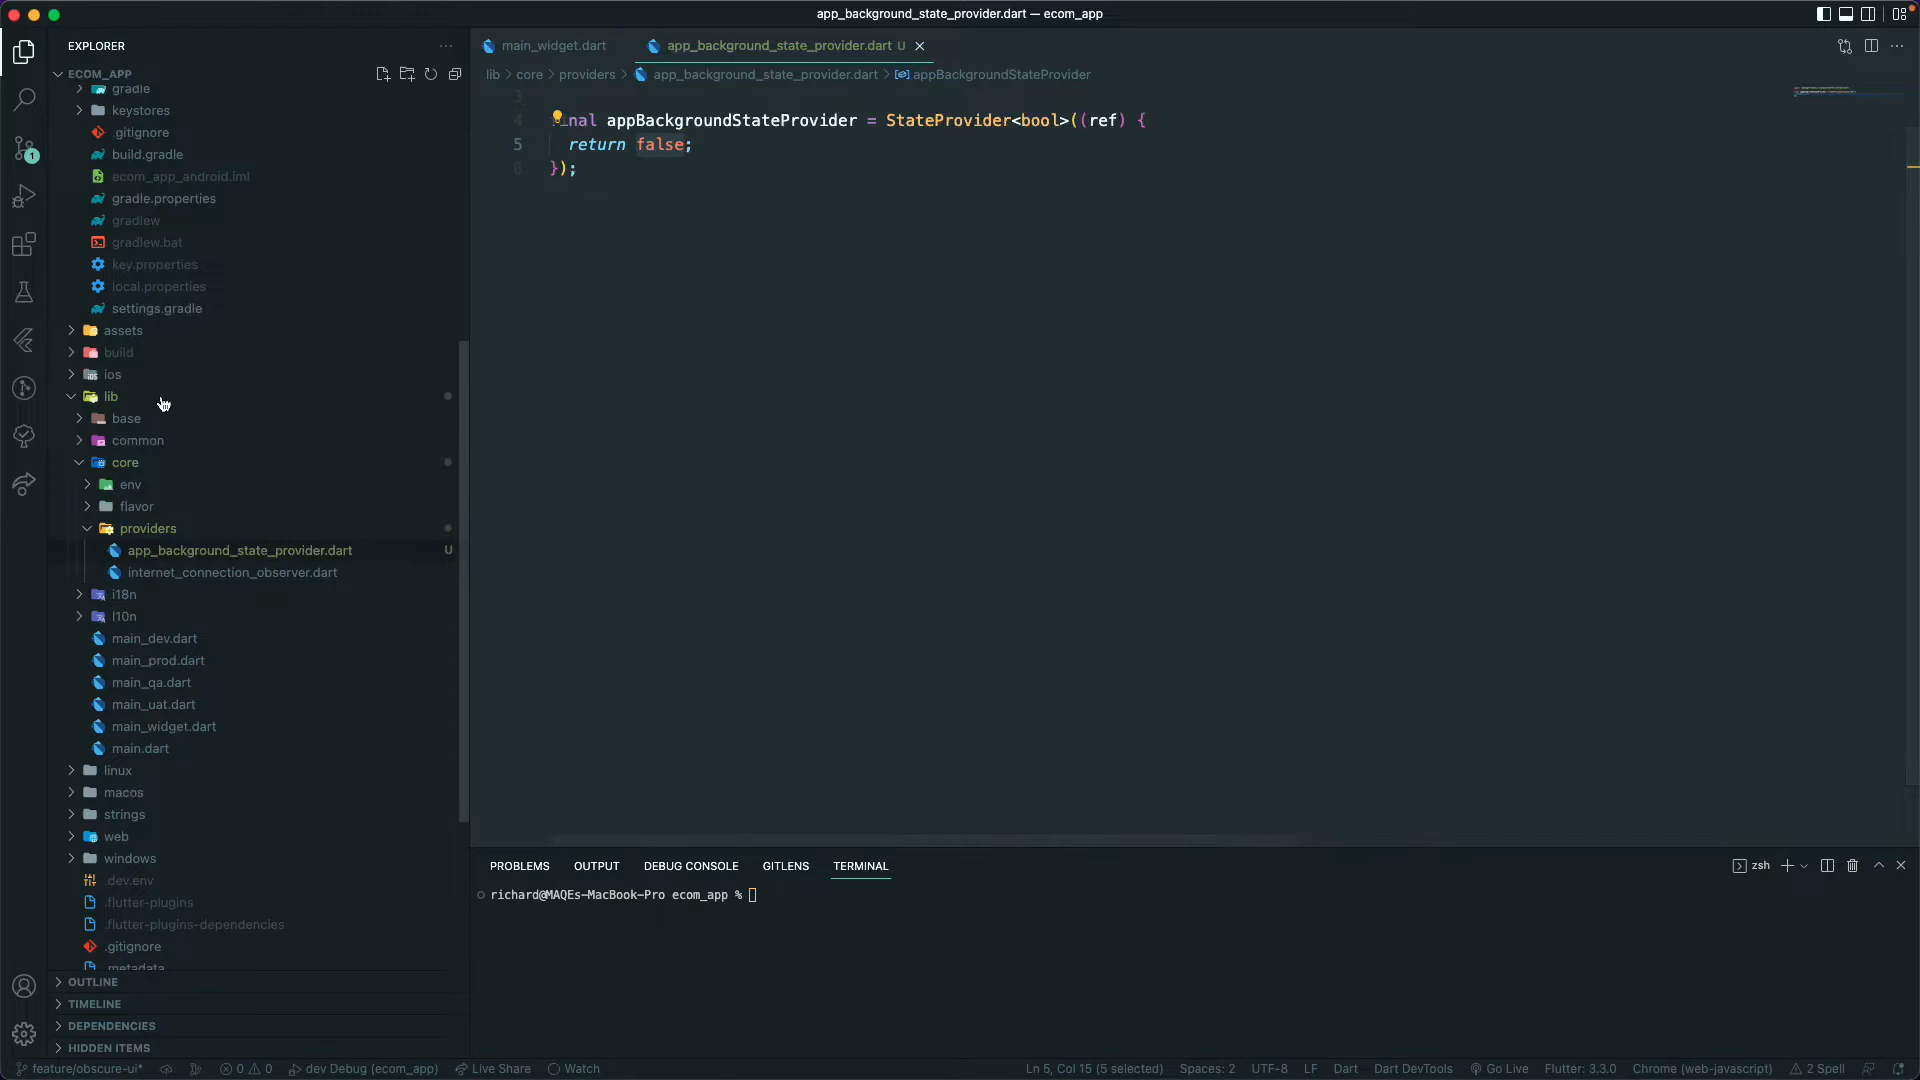 app_background_state_provider.dart — ecom_app
EXPLORER
ECOM_APP
gradle
keystores
.gitignore
build.gradle
ecom_app_android.iml
gradle.properties
gradlew
gradlew.bat
key.properties
local.properties
settings.gradle
assets
build
ios
lib
base
common
core
env
flavor
providers
app_background_state_provider.dart U
internet_connection_observer.dart
i18n
l10n
main_dev.dart
main_prod.dart
main_qa.dart
main_uat.dart
main_widget.dart
main.dart
linux
macos
strings
web
windows
.dev.env
.flutter-plugins
.flutter-plugins-dependencies
.gitignore
.metadata
OUTLINE
TIMELINE
DEPENDENCIES
HIDDEN ITEMS
1
main_widget.dart app_background_state_provider.dart U
lib > core > providers > app_background_state_provider.dart > appBackgroundStateProvider
3
4 final appBackgroundStateProvider = StateProvider<bool>((ref) {
5 return false;
6 });
PROBLEMS OUTPUT DEBUG CONSOLE GITLENS TERMINAL
zsh
richard@MAQEs-MacBook-Pro ecom_app %
feature/obscure-ui* 0 0 dev Debug (ecom_app) Live Share Watch Ln 5, Col 15 (5 selected) Spaces: 2 UTF-8 LF Dart Dart DevTools Go Live Flutter: 3.3.0 Chrome (web-javascript) 2 Spell